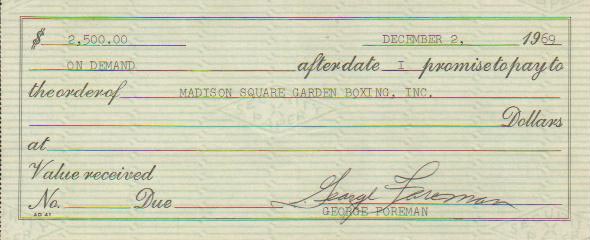 $ 2,500.00 DECEMBER 2, 1969
ON DEMAND after date I promise to pay to
the order of MADISON SQUARE GARDEN BOXING, INC.
Dollars
at
Value received
No. Due George Foreman
GEORGE FOREMAN